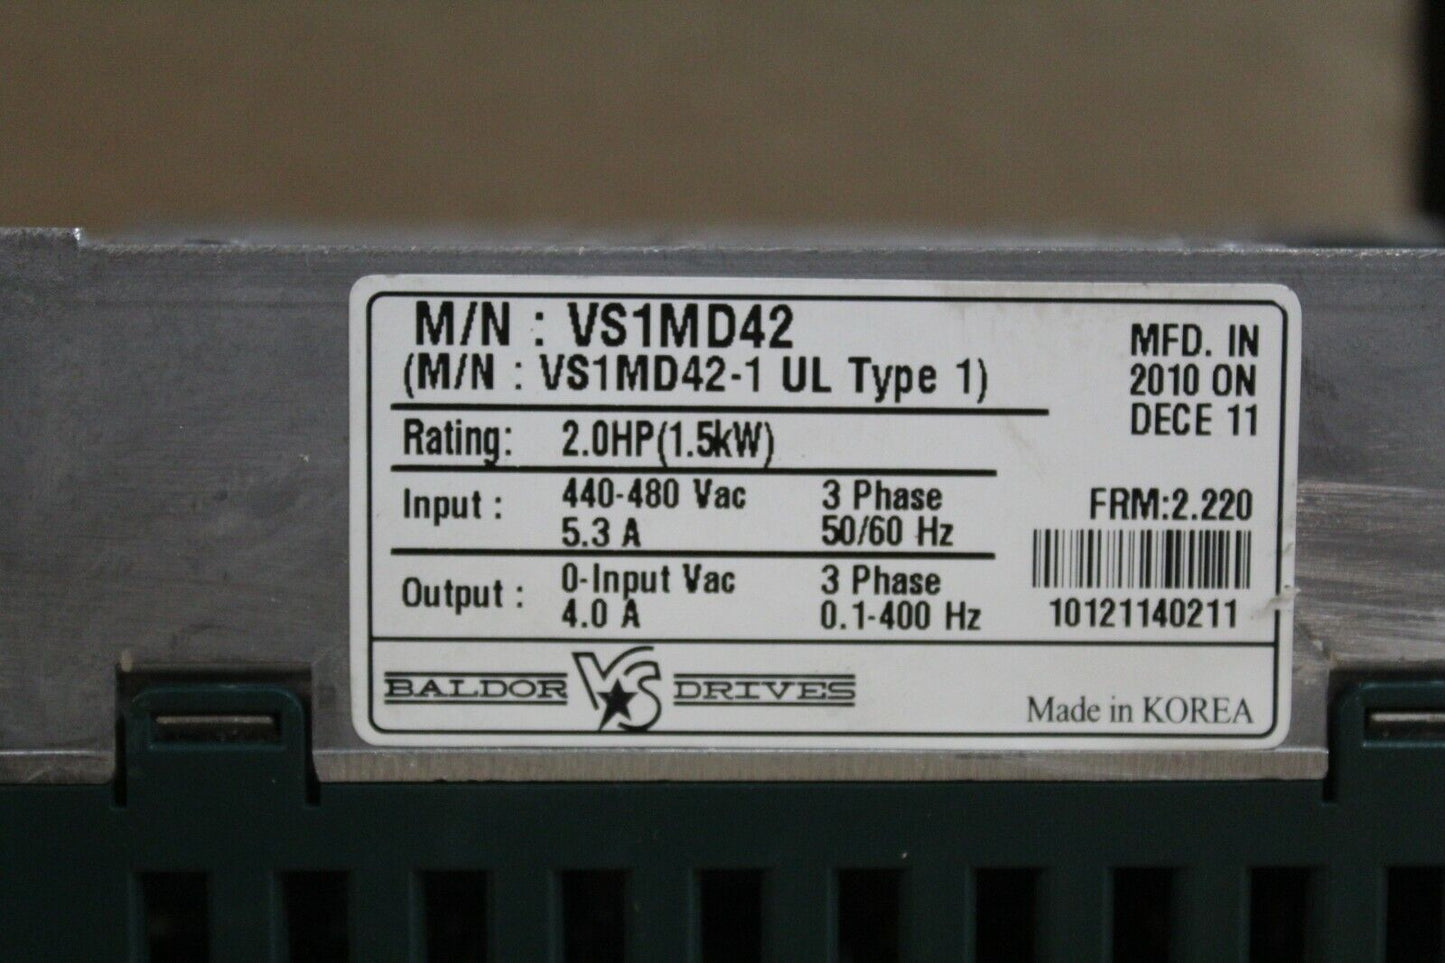 M/N : VS1MD42
(M/N : VS1MD42-1 UL Type 1)
MFD. IN
2010 ON
DECE 11
Rating: 2.0HP(1.5kW)
Input : 440-480 Vac 3 Phase
5.3 A 50/60 Hz
FRM:2.220
Output : 0-Input Vac 3 Phase
4.0 A 0.1-400 Hz
10121140211
BALDOR VS DRIVES
Made in KOREA